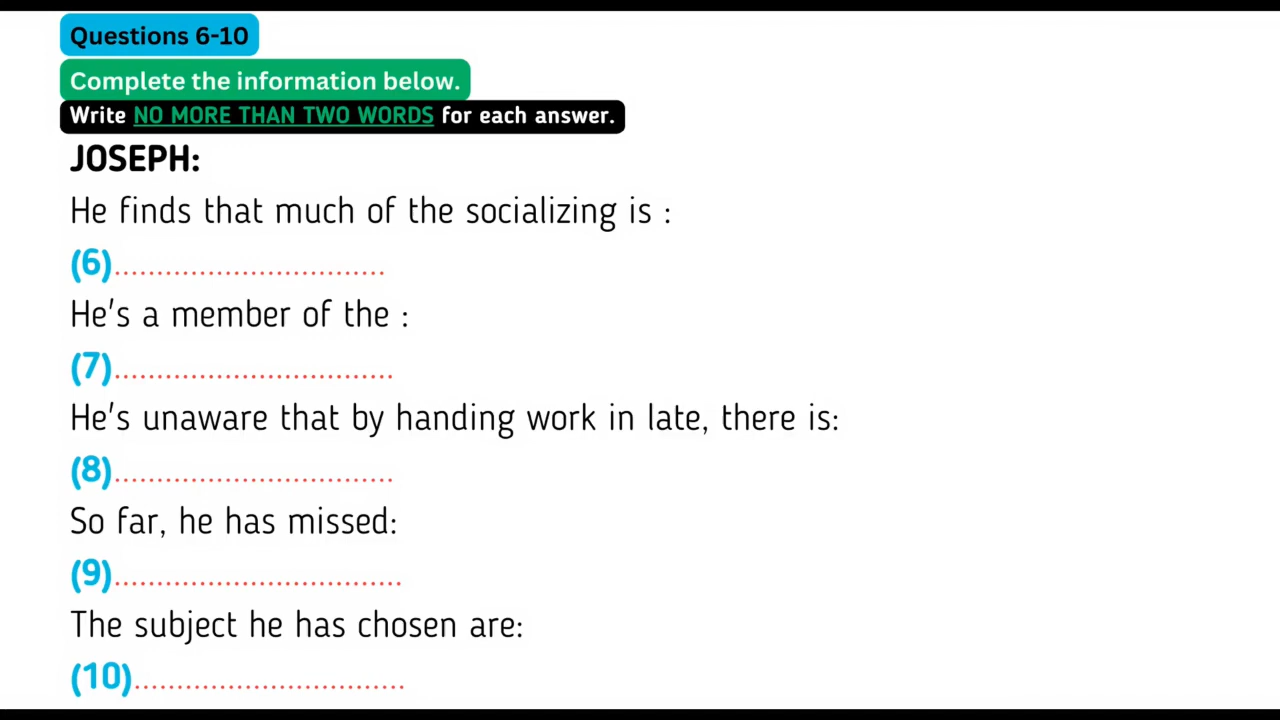 Questions 6-10
Complete the information below.
Write NO MORE THAN TWO WORDS for each answer.
JOSEPH:
He finds that much of the socializing is :
(6)................................
He's a member of the :
(7).................................
He's unaware that by handing work in late, there is:
(8).................................
So far, he has missed:
(9)..................................
The subject he has chosen are:
(10)................................